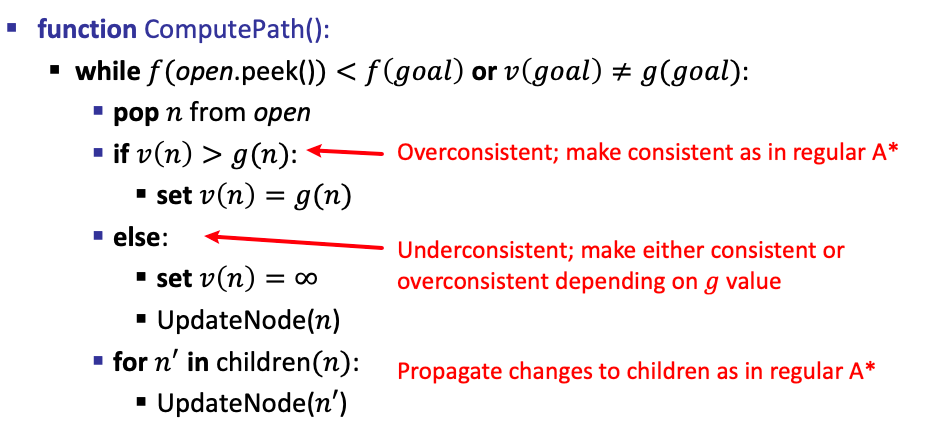 ▪ function ComputePath():
▪ while f(open.peek()) < f(goal) or v(goal) ≠ g(goal):
▪ pop n from open
▪ if v(n) > g(n):
Overconsistent; make consistent as in regular A*
▪ set v(n) = g(n)
▪ else:
Underconsistent; make either consistent or
overconsistent depending on g value
▪ set v(n) = ∞
▪ UpdateNode(n)
▪ for n′ in children(n):
Propagate changes to children as in regular A*
▪ UpdateNode(n′)